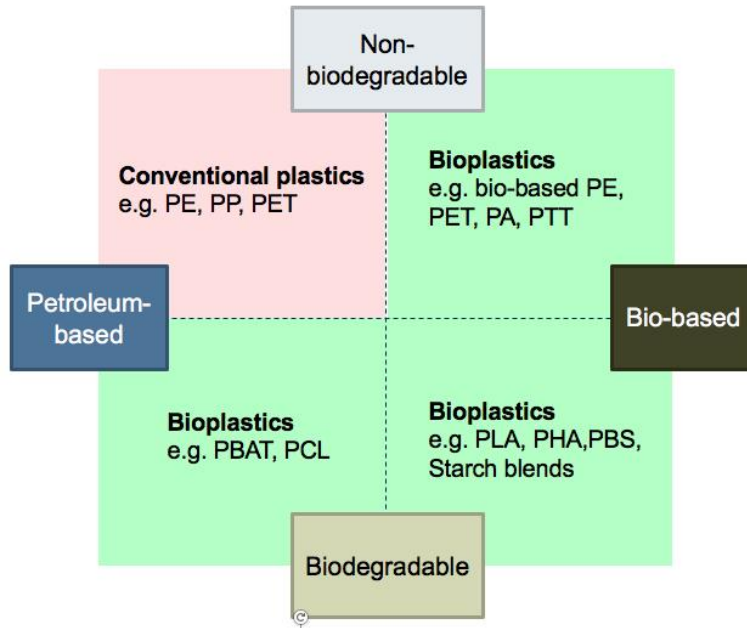 Non-
biodegradable
Conventional plastics
e.g. PE, PP, PET
Bioplastics
e.g. bio-based PE,
PET, PA, PTT
Petroleum-
based
Bio-based
Bioplastics
e.g. PBAT, PCL
Bioplastics
e.g. PLA, PHA,PBS,
Starch blends
Biodegradable